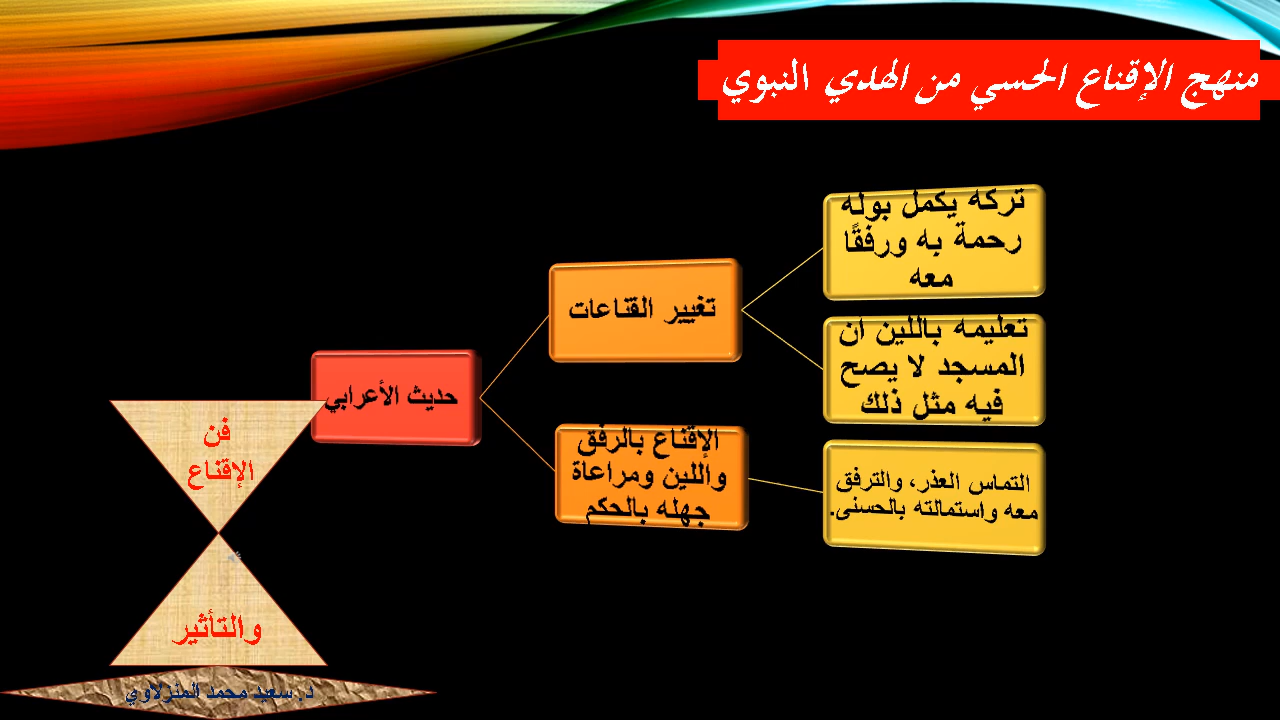 منهج الإقناع الحسي من الهدي النبوي
حديث الأعرابي
تغيير القناعات
تركه يكمل بوله
رحمة به ورفقًا
معه
تعليمه باللين ان
المسجد لا يصح
فيه مثل ذلك
الإقناع بالرفق
واللين ومراعاة
جهله بالحكم
التماس العذر، والترفق
معه واستمالته بالحسنى.
فن
الإقناع
والتأثير
د. سعيد محمد المنزلاوي